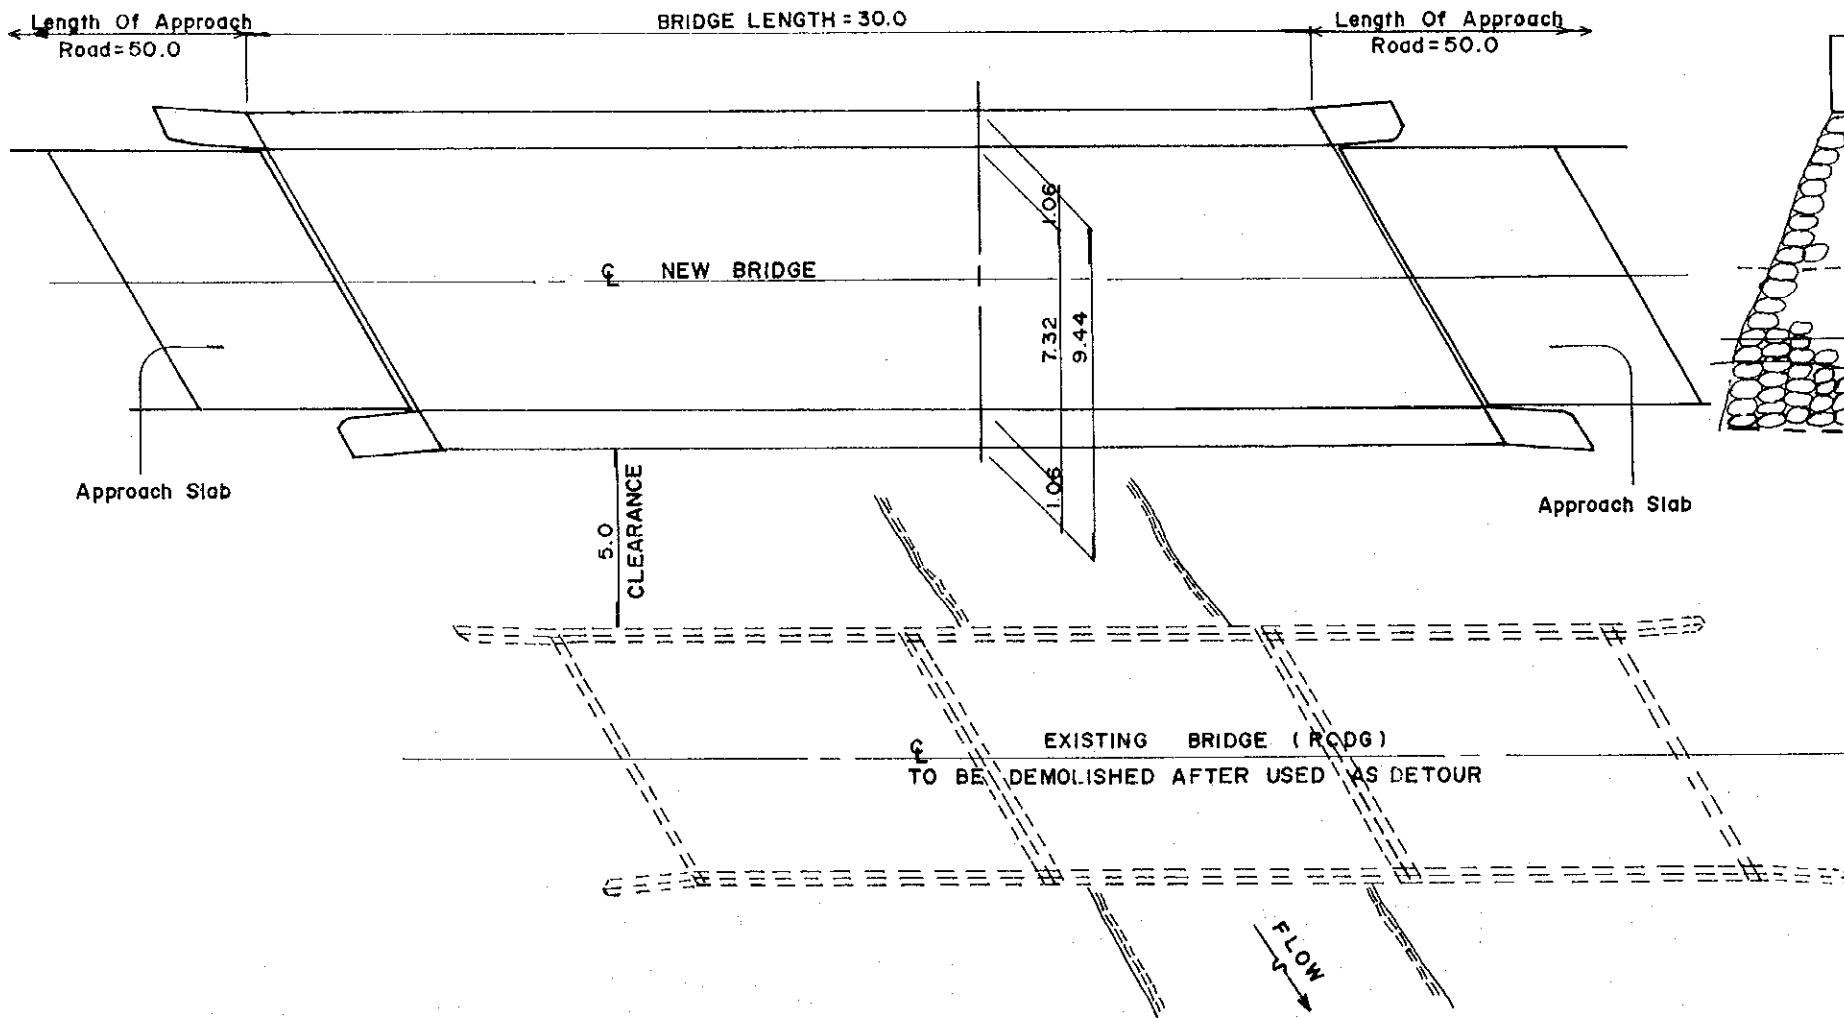 Length Of Approach
Road=50.0
BRIDGE LENGTH=30.0
Length Of Approach
Road=50.0
1.06
7.32
9.44
1.06
℄ NEW BRIDGE
Approach Slab
5.0
CLEARANCE
Approach Slab
℄ EXISTING BRIDGE (RCDG)
TO BE DEMOLISHED AFTER USED AS DETOUR
FLOW